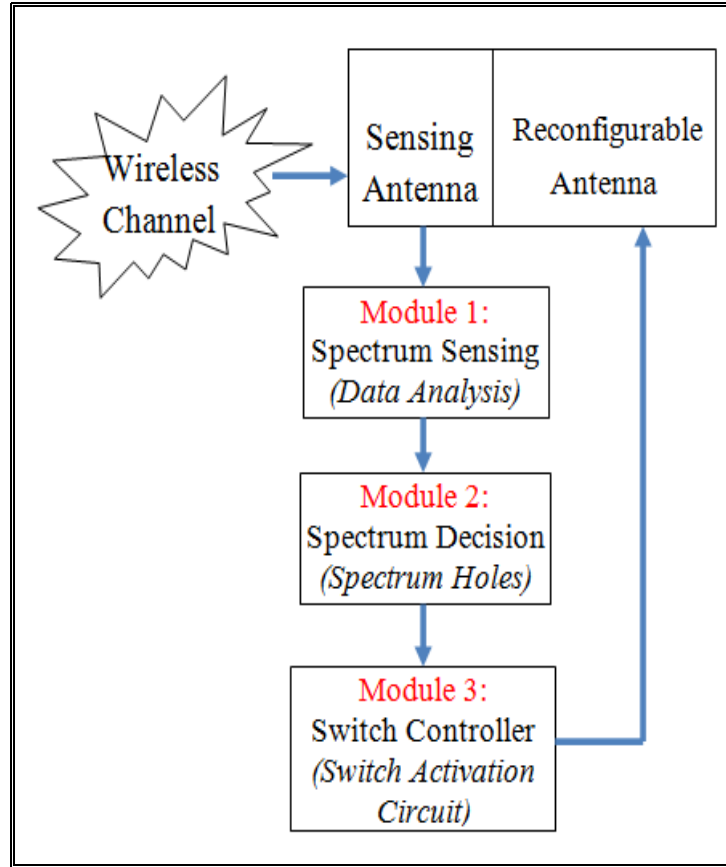 Wireless
Channel
Sensing
Antenna
Reconfigurable
Antenna
Module 1:
Spectrum Sensing
(Data Analysis)
Module 2:
Spectrum Decision
(Spectrum Holes)
Module 3:
Switch Controller
(Switch Activation
Circuit)